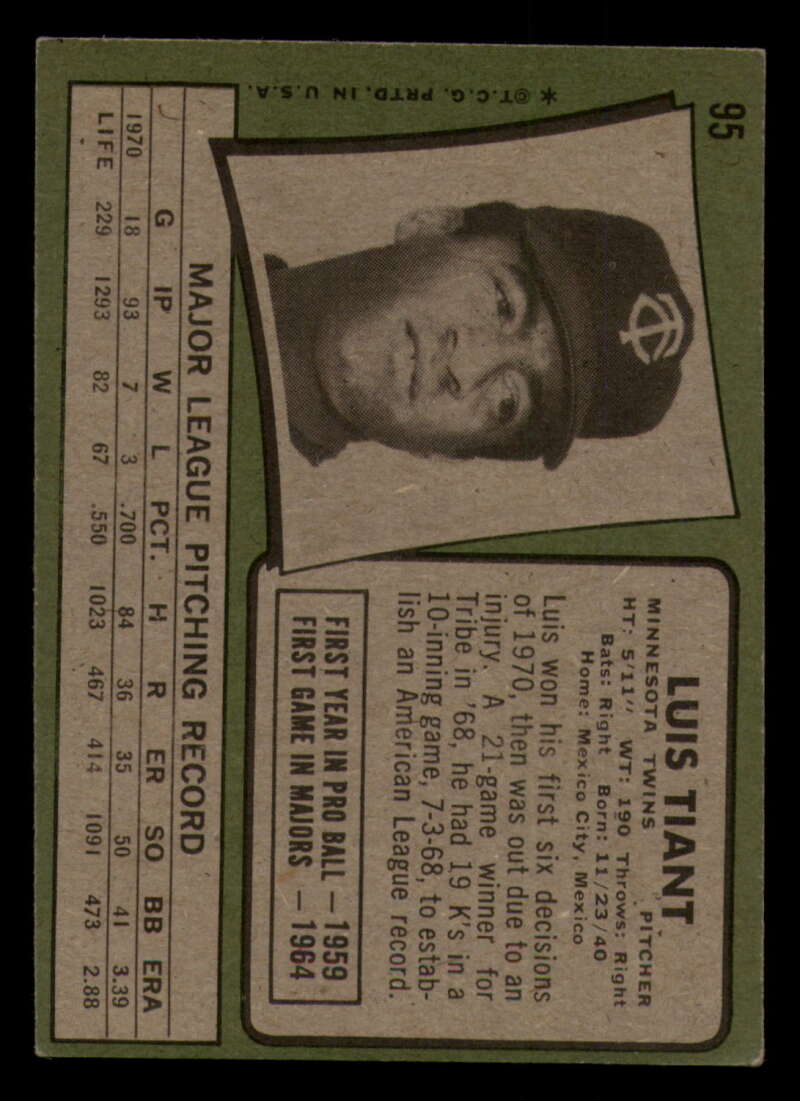 95
LUIS TIANT
MINNESOTA TWINS PITCHER
HT: 5'11" WT: 190 Throws: Right
Bats: Right Born: 11/23/40
Home: Mexico City, Mexico
Luis won his first six decisions
of 1970, then was out due to an
injury. A 21-game winner for
Tribe in '68, he had 19 K's in a
10-inning game, 7-3-68, to estab-
lish an American League record.
FIRST YEAR IN PRO BALL — 1959
FIRST GAME IN MAJORS — 1964
TC
MAJOR LEAGUE PITCHING RECORD
G IP W L PCT. H R ER SO BB ERA
1970 18 93 7 3 .700 84 36 35 50 41 3.39
LIFE 229 1293 82 67 .550 1023 467 414 1091 473 2.88
* ©T.C.G. PRTD. IN U.S.A.